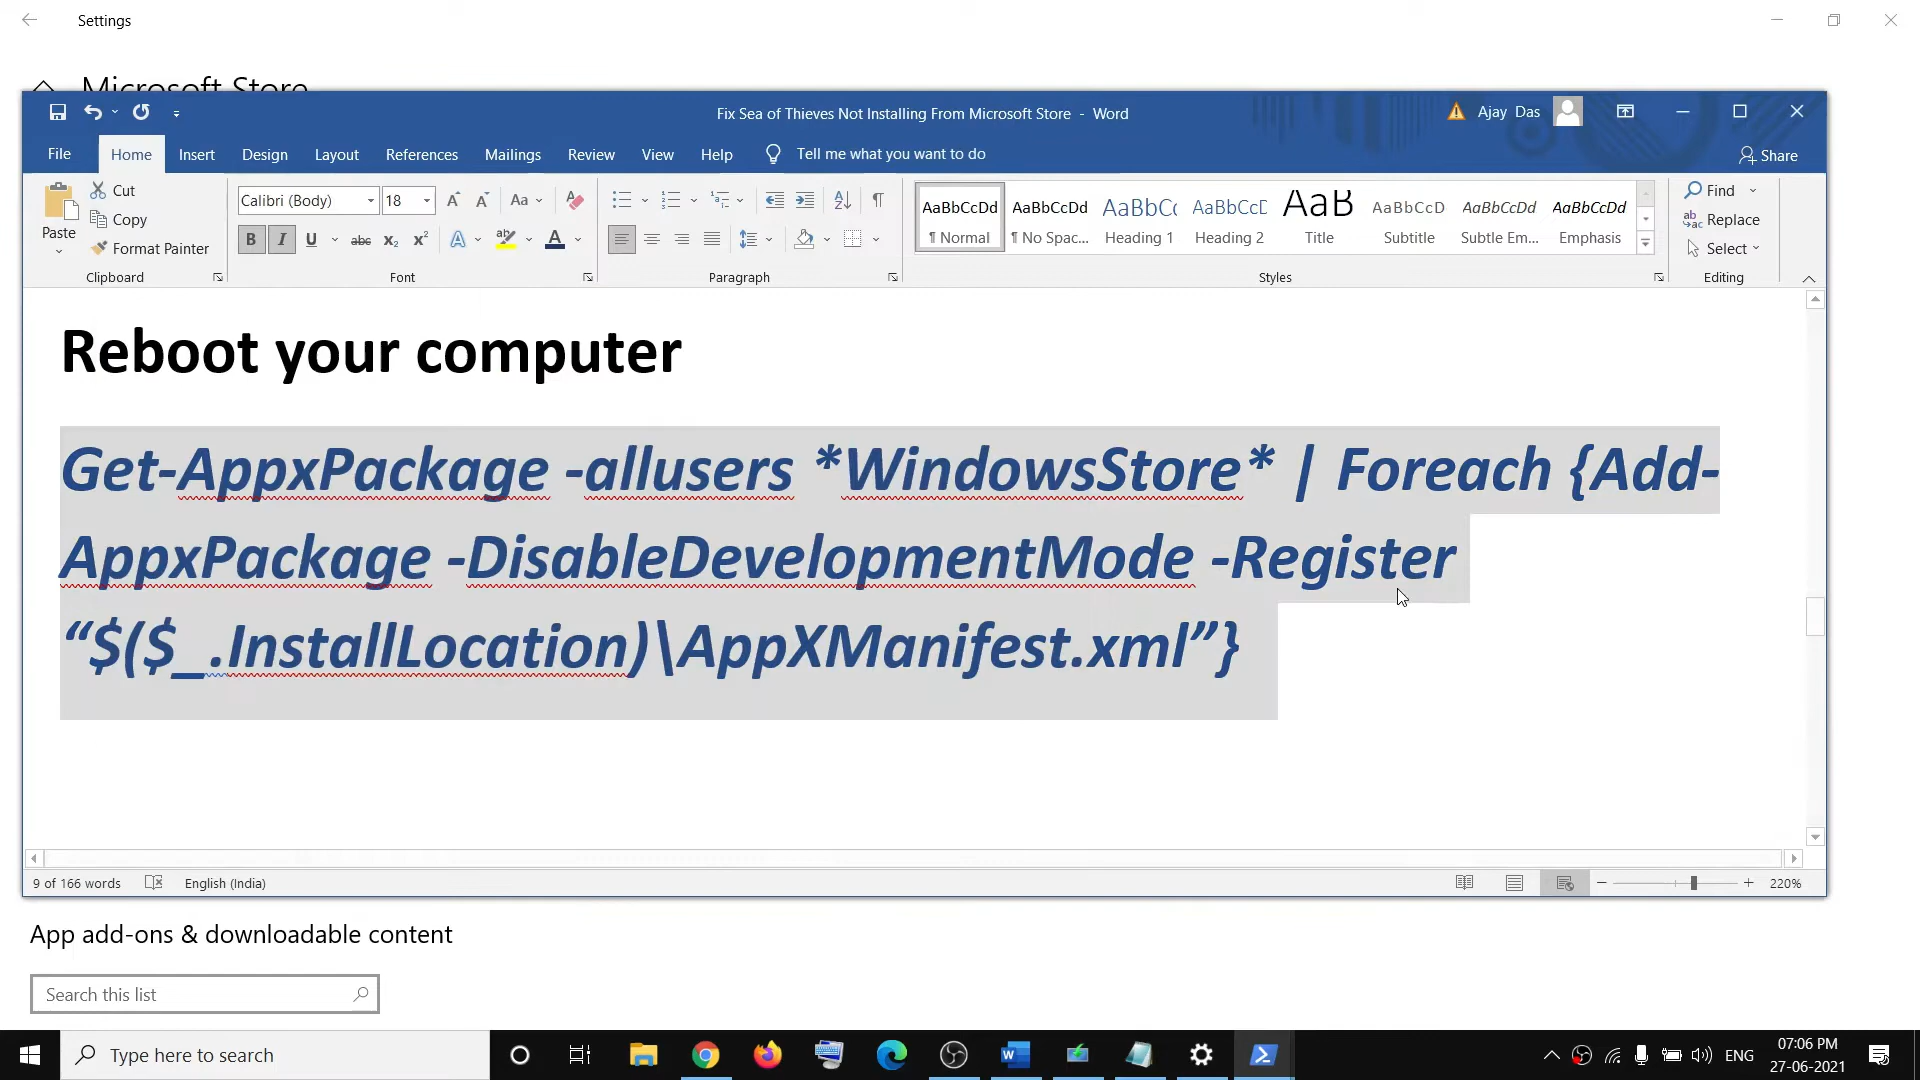 Settings
Microsoft Store
Fix Sea of Thieves Not Installing From Microsoft Store - Word
Ajay Das
File Home Insert Design Layout References Mailings Review View Help Tell me what you want to do
Share
Paste
Cut
Copy
Format Painter
Clipboard
Calibri (Body) 18
Font
Paragraph
AaBbCcDd AaBbCcDd AaBbC( AaBbCcE AaB AaBbCcD AaBbCcDd AaBbCcDd
¶ Normal ¶ No Spac... Heading 1 Heading 2 Title Subtitle Subtle Em... Emphasis
Styles
Find
Replace
Select
Editing
Reboot your computer
Get-AppxPackage -allusers *WindowsStore* | Foreach {Add-
AppxPackage -DisableDevelopmentMode -Register
“$($_.InstallLocation)\AppXManifest.xml”}
9 of 166 words English (India) 220%
App add-ons & downloadable content
Search this list
Type here to search
ENG
07:06 PM
27-06-2021